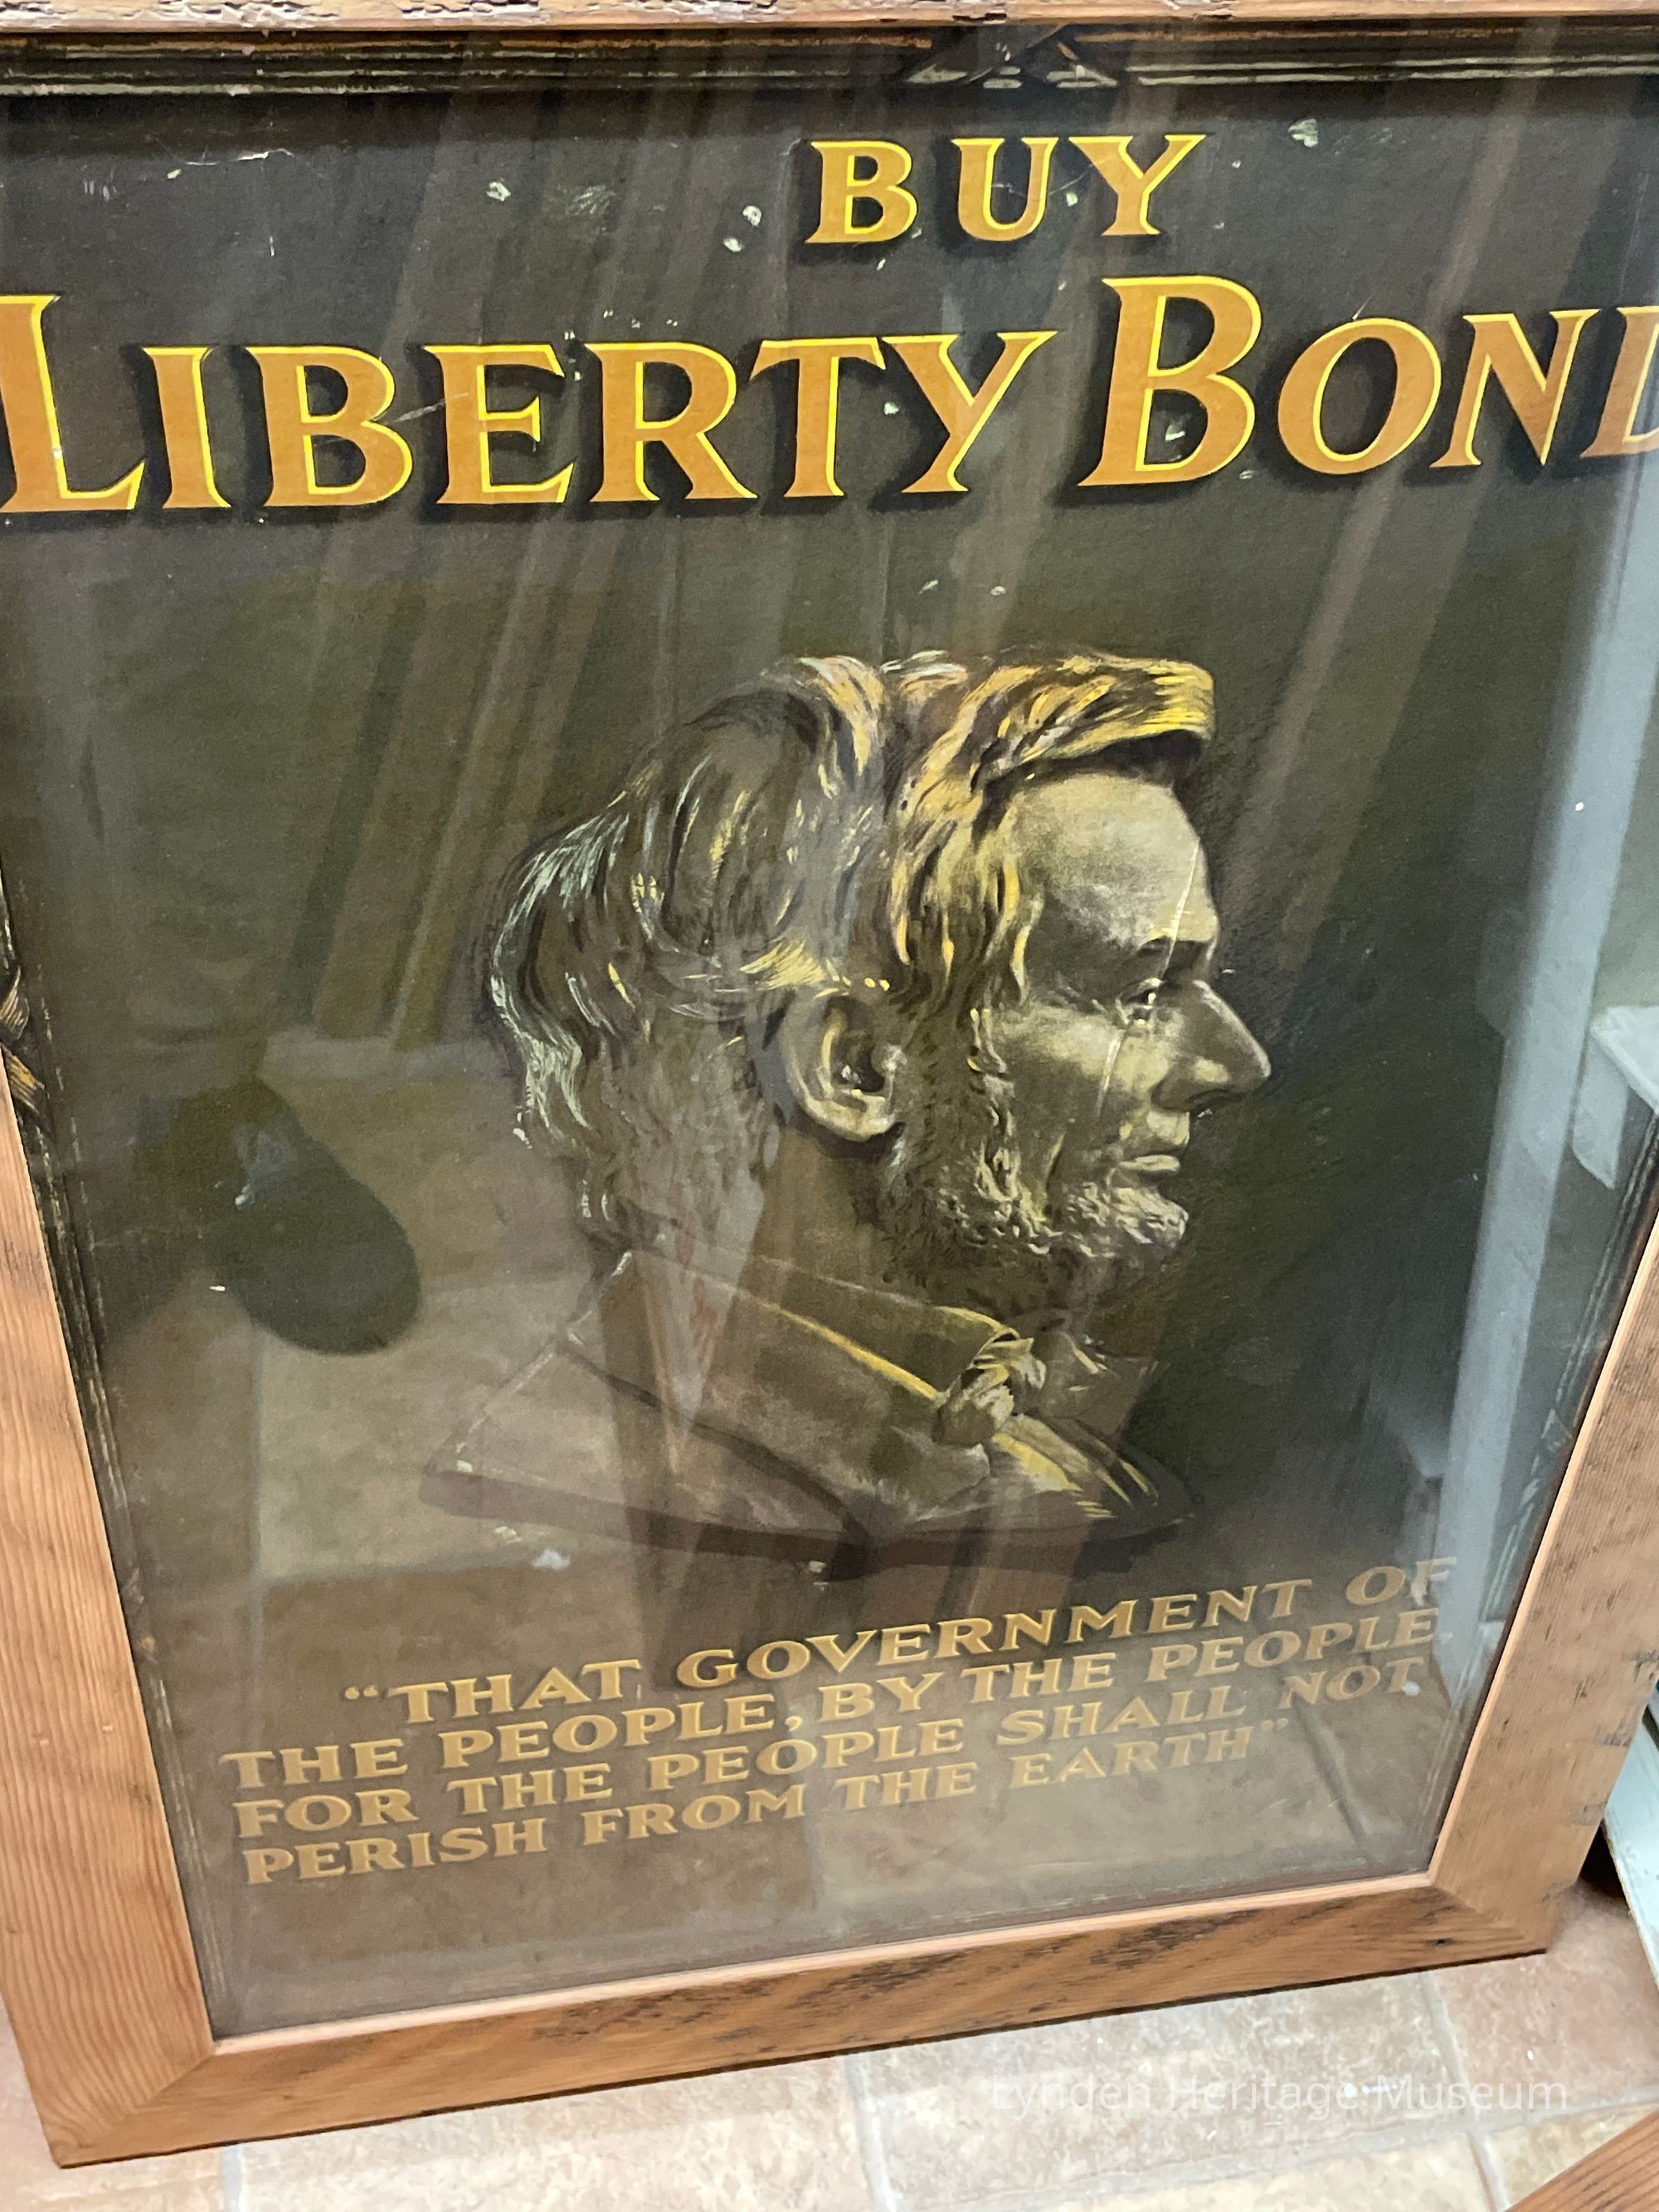 BUY
LIBERTY BOND
"THAT GOVERNMENT OF
THE PEOPLE, BY THE PEOPLE,
FOR THE PEOPLE SHALL NOT
PERISH FROM THE EARTH"
Lynden Heritage Museum